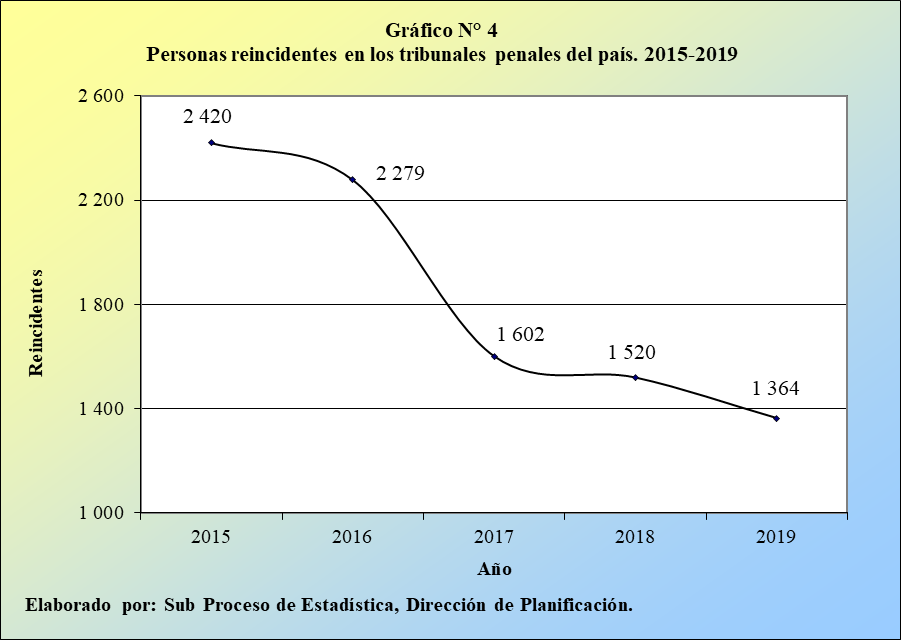 Gráfico N° 4
Personas reincidentes en los tribunales penales del país. 2015-2019
2 600
2 200
1 800
1 400
1 000
Reincidentes
2 420
2 279
1 602
1 520
1 364
2015 2016 2017 2018 2019
Año
Elaborado por: Sub Proceso de Estadística, Dirección de Planificación.